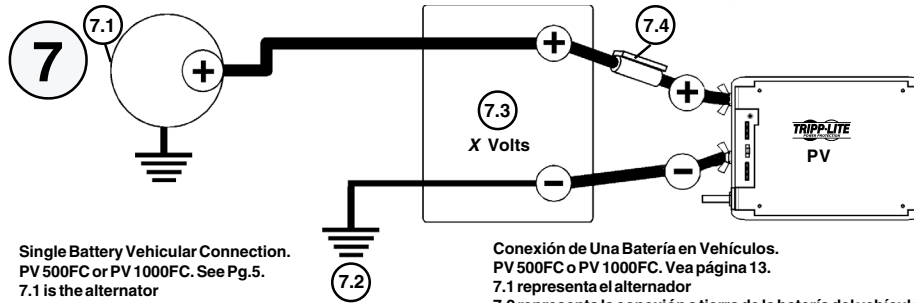 7
7.1
+
+
7.4
+
7.3
X Volts
TRIPP·LITE
POWER PROTECTION
PV
−
−
7.2
Single Battery Vehicular Connection.
PV 500FC or PV 1000FC. See Pg.5.
7.1 is the alternator
Conexión de Una Batería en Vehículos.
PV 500FC o PV 1000FC. Vea página 13.
7.1 representa el alternador